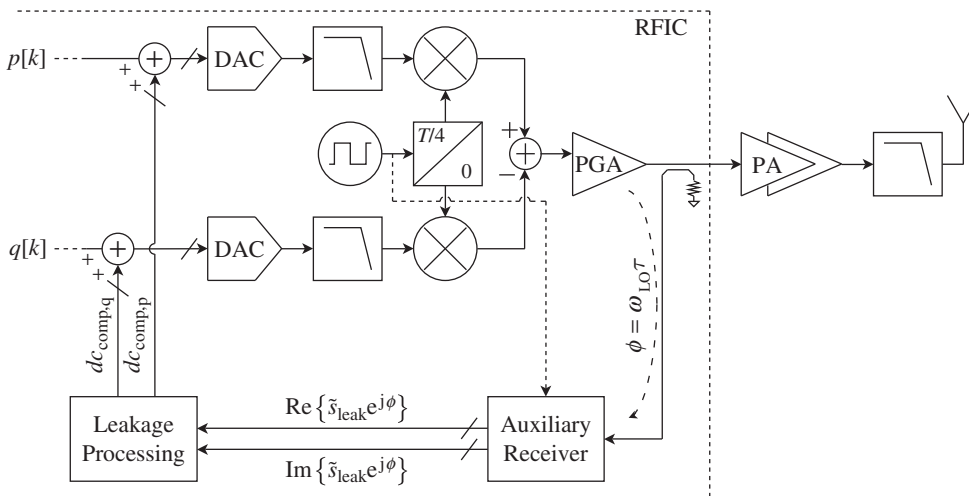 RFIC
p[k]
+
+
+
DAC
T/4
0
+
+
−
PGA
PA
q[k]
+
+
+
DAC
ϕ = ω_LO τ
dc_comp,q
dc_comp,p
Leakage
Processing
Re{s̃_leak e^jϕ}
Im{s̃_leak e^jϕ}
Auxiliary
Receiver